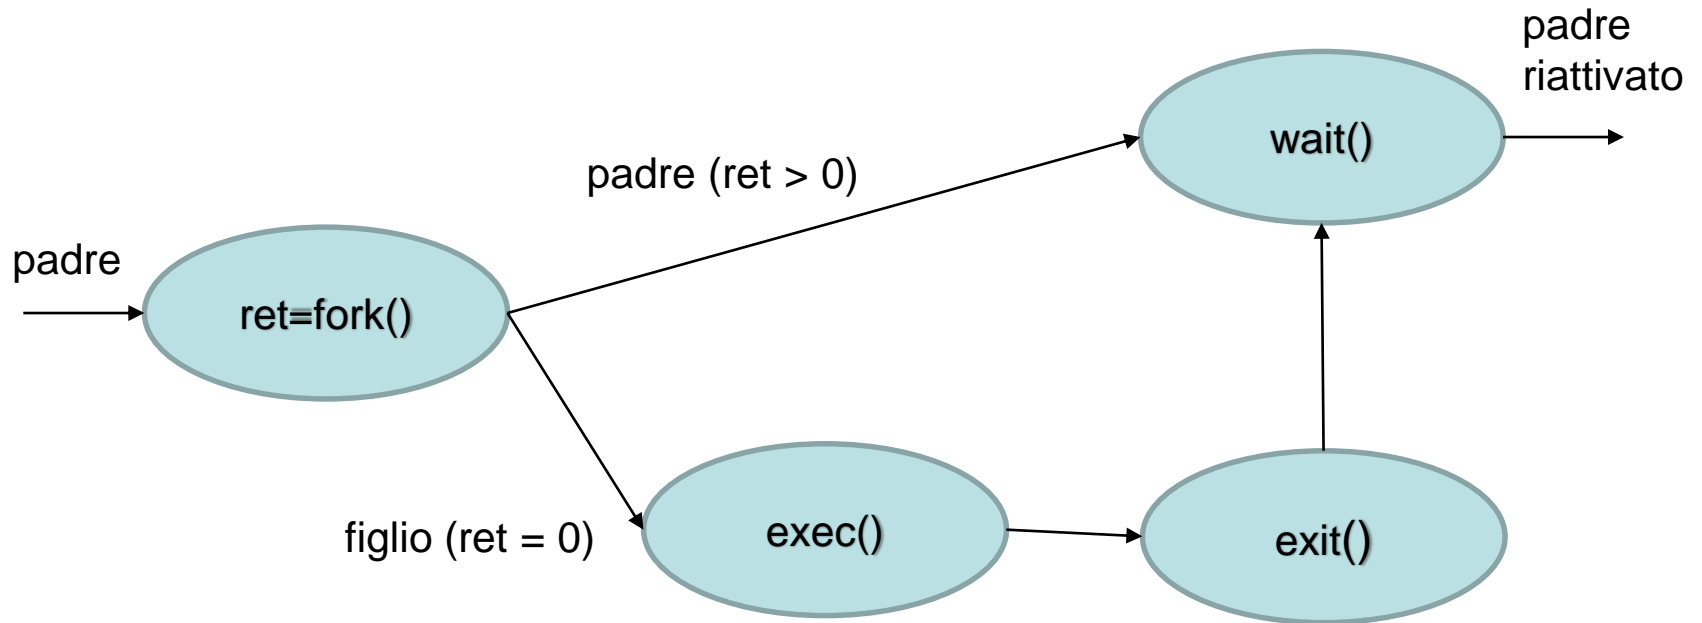 padre
riattivato
wait()
padre (ret > 0)
padre
ret=fork()
figlio (ret = 0)
exec()
exit()